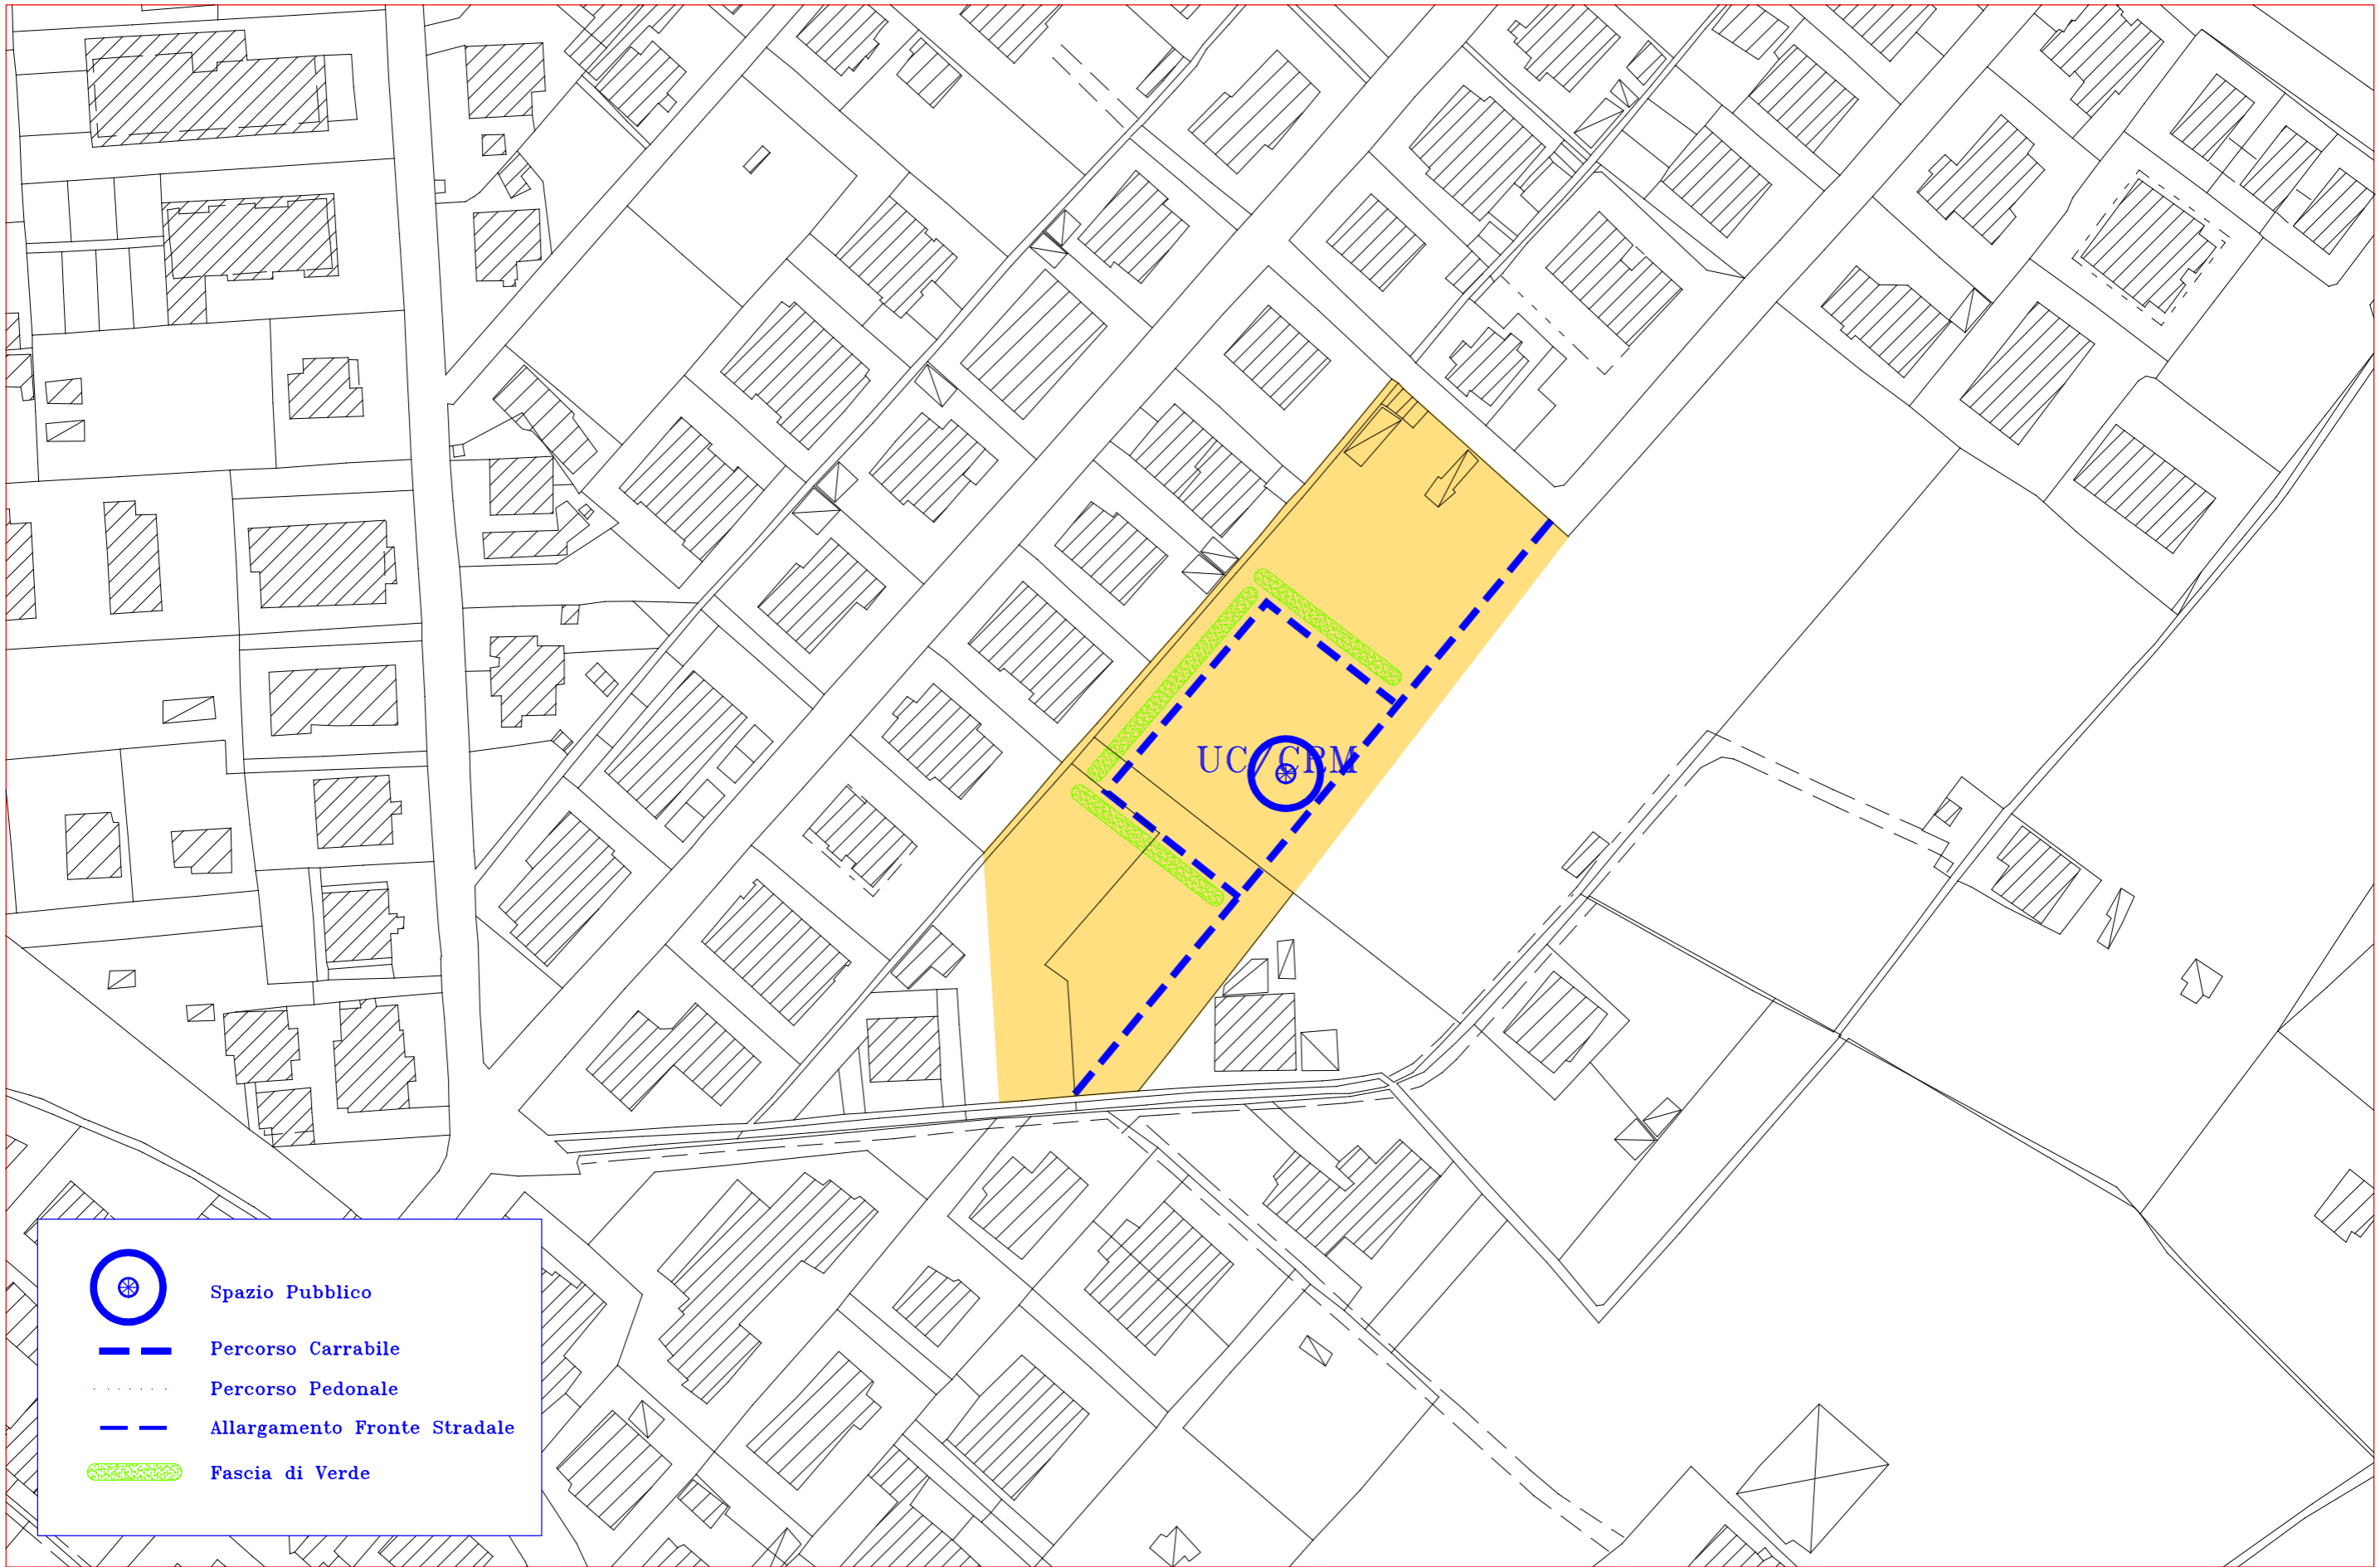 UC/CRM
Spazio Pubblico
Percorso Carrabile
Percorso Pedonale
Allargamento Fronte Stradale
Fascia di Verde